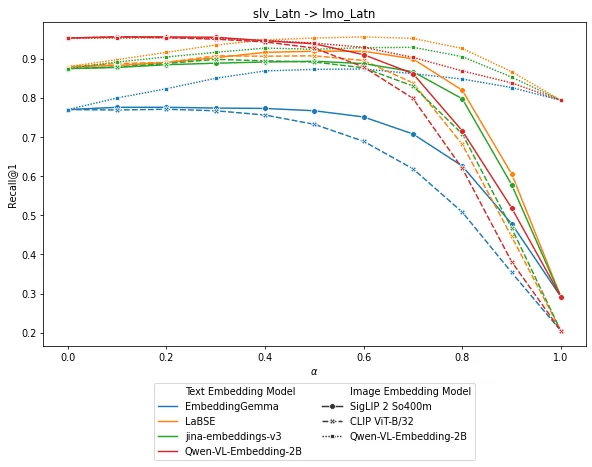 slv_Latn -> lmo_Latn
Recall@1
0.9
0.8
0.7
0.6
0.5
0.4
0.3
0.2
0.0
0.2
0.4
0.6
0.8
1.0
α
Text Embedding Model
EmbeddingGemma
LaBSE
jina-embeddings-v3
Qwen-VL-Embedding-2B
Image Embedding Model
SigLIP 2 So400m
CLIP ViT-B/32
Qwen-VL-Embedding-2B